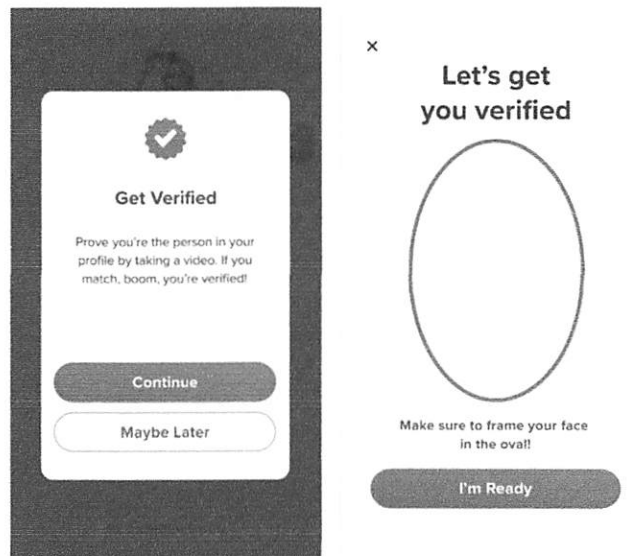 Get Verified
Prove you're the person in your
profile by taking a video. If you
match, boom, you're verified!
Continue
Maybe Later
×
Let's get
you verified
Make sure to frame your face
in the oval!
I'm Ready